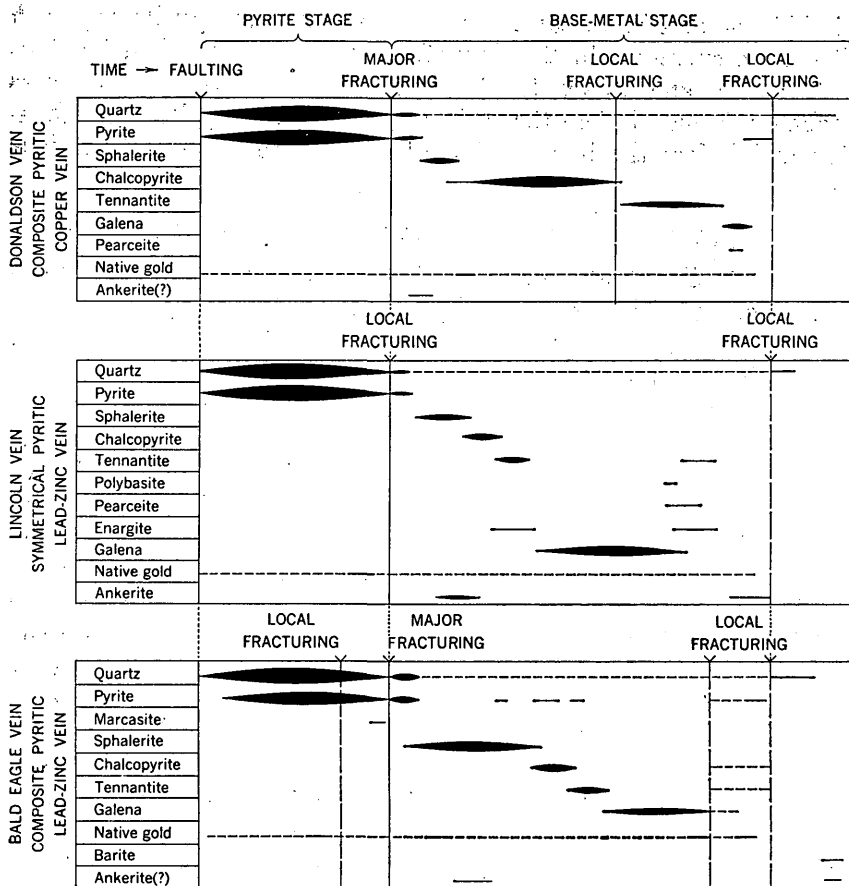 PYRITE STAGE BASE-METAL STAGE
TIME → FAULTING
MAJOR FRACTURING
LOCAL FRACTURING
LOCAL FRACTURING
DONALDSON VEIN
COMPOSITE PYRITIC
COPPER VEIN
Quartz
Pyrite
Sphalerite
Chalcopyrite
Tennantite
Galena
Pearceite
Native gold
Ankerite(?)
LOCAL FRACTURING
LOCAL FRACTURING
LINCOLN VEIN
SYMMETRICAL PYRITIC
LEAD-ZINC VEIN
Quartz
Pyrite
Sphalerite
Chalcopyrite
Tennantite
Polybasite
Pearceite
Enargite
Galena
Native gold
Ankerite
LOCAL FRACTURING
MAJOR FRACTURING
LOCAL FRACTURING
BALD EAGLE VEIN
COMPOSITE PYRITIC
LEAD-ZINC VEIN
Quartz
Pyrite
Marcasite
Sphalerite
Chalcopyrite
Tennantite
Galena
Native gold
Barite
Ankerite(?)